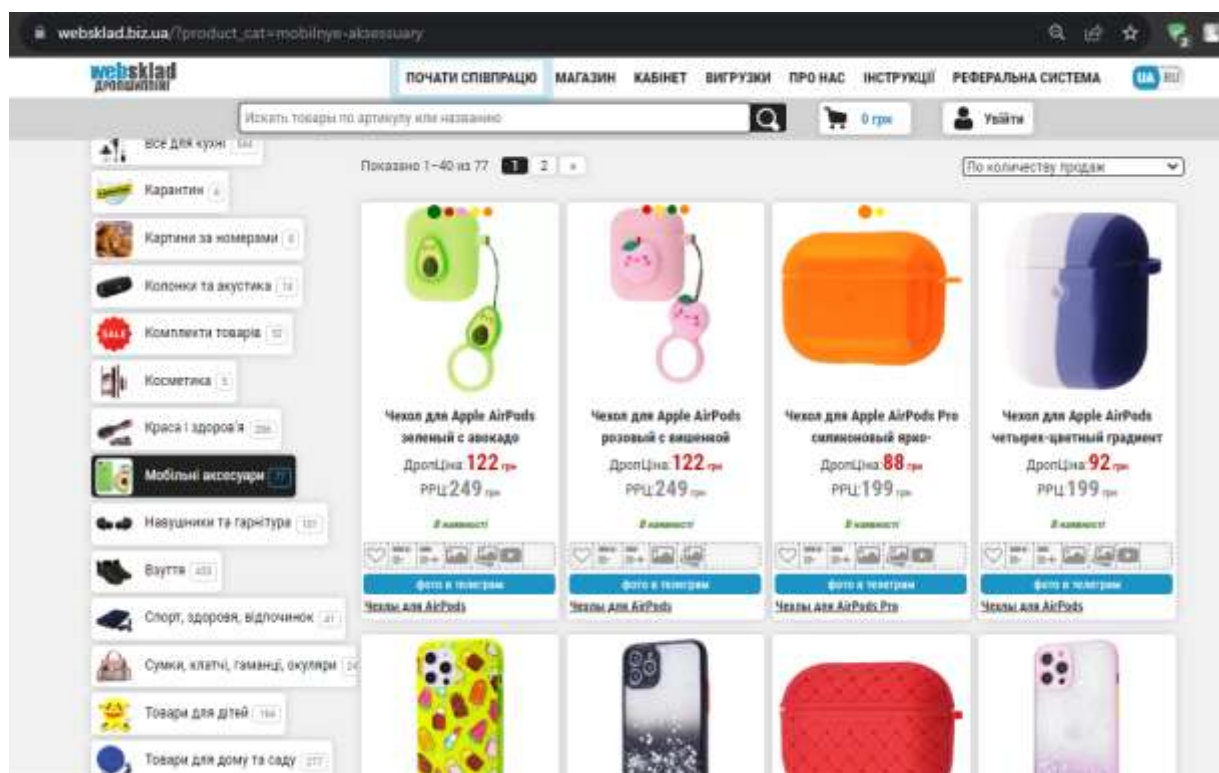 websklad.biz.ua/?product_cat=mobilnye-aksessuary
websklad
дропшиппінг
ПОЧАТИ СПІВПРАЦЮ МАГАЗИН КАБІНЕТ ВИГРУЗКИ ПРО НАС ІНСТРУКЦІЇ РЕФЕРАЛЬНА СИСТЕМА UA RU
Искать товары по артикулу или названию
0 грн
Увійти
Все для кухні
Карантин
Картини за номерами
Колонки та акустика
SALE
Комплекти товарів
Косметика
Краса і здоров'я
Мобільні аксесуари 77
Навушники та гарнітура
Взуття
Спорт, здоровя, відпочинок
Сумки, клатчі, гаманці, окуляри
Товари для дітей
Товари для дому та саду
Показано 1–40 из 77 1 2 »
По количеству продаж
Чехол для Apple AirPods
зеленый с авокадо
ДропЦіна:122 грн
РРЦ:249 грн
В наявності
фото в телеграм
Чехлы для AirPods
Чехол для Apple AirPods
розовый с вишенкой
ДропЦіна:122 грн
РРЦ:249 грн
В наявності
фото в телеграм
Чехлы для AirPods
Чехол для Apple AirPods Pro
силиконовый ярко-
ДропЦіна:88 грн
РРЦ:199 грн
В наявності
фото в телеграм
Чехлы для AirPods Pro
Чехол для Apple AirPods
четырех-цветный градиент
ДропЦіна:92 грн
РРЦ:199 грн
В наявності
фото в телеграм
Чехлы для AirPods